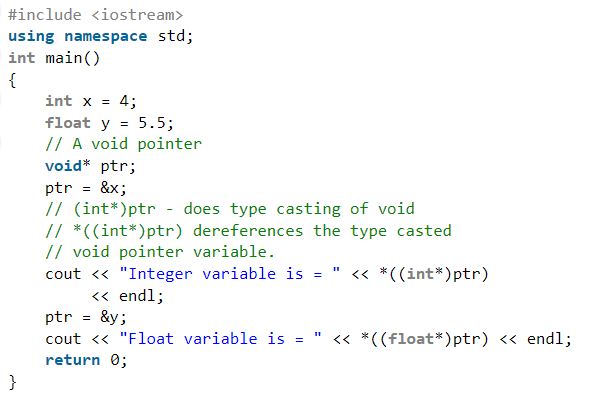 #include <iostream>
using namespace std;
int main()
{
    int x = 4;
    float y = 5.5;
    // A void pointer
    void* ptr;
    ptr = &x;
    // (int*)ptr - does type casting of void
    // *((int*)ptr) dereferences the type casted
    // void pointer variable.
    cout << "Integer variable is = " << *((int*)ptr)
         << endl;
    ptr = &y;
    cout << "Float variable is = " << *((float*)ptr) << endl;
    return 0;
}